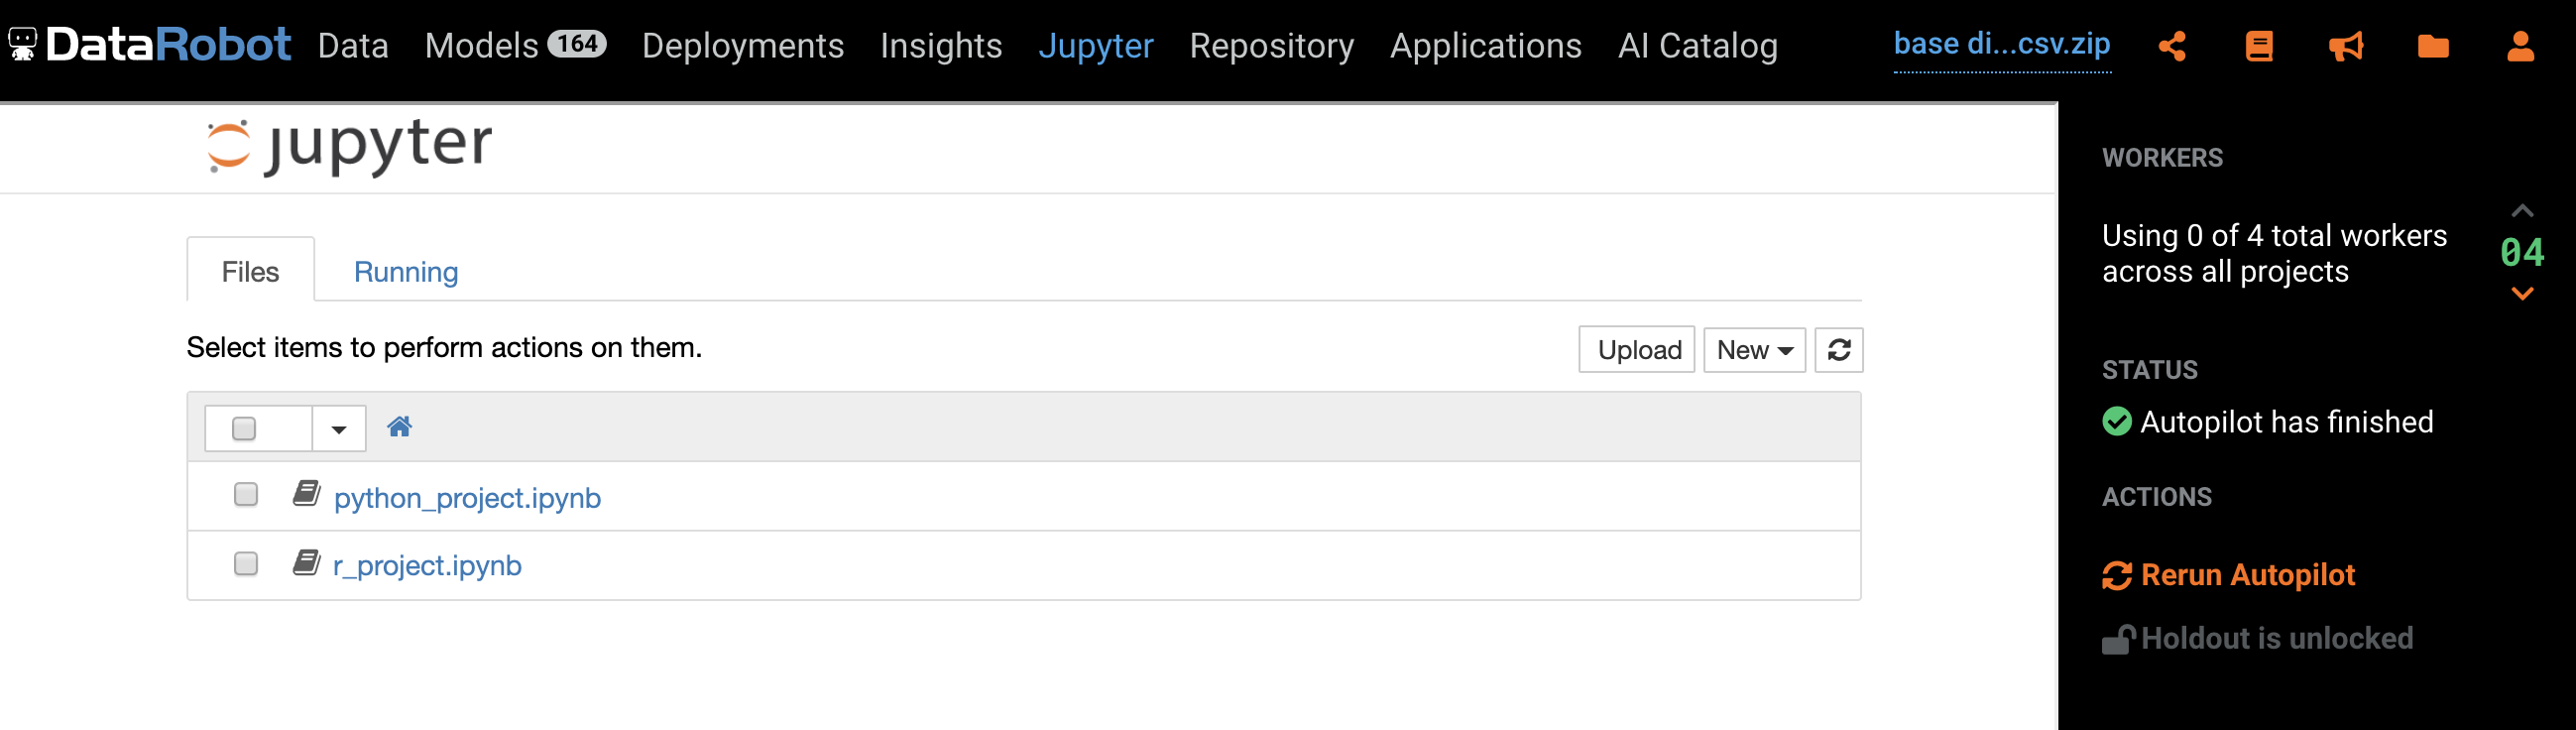 DataRobot Data Models 164 Deployments Insights Jupyter Repository Applications AI Catalog base di...csv.zip
jupyter
Files Running
Select items to perform actions on them.
Upload New
python_project.ipynb
r_project.ipynb
WORKERS
Using 0 of 4 total workers
across all projects
04
STATUS
Autopilot has finished
ACTIONS
Rerun Autopilot
Holdout is unlocked